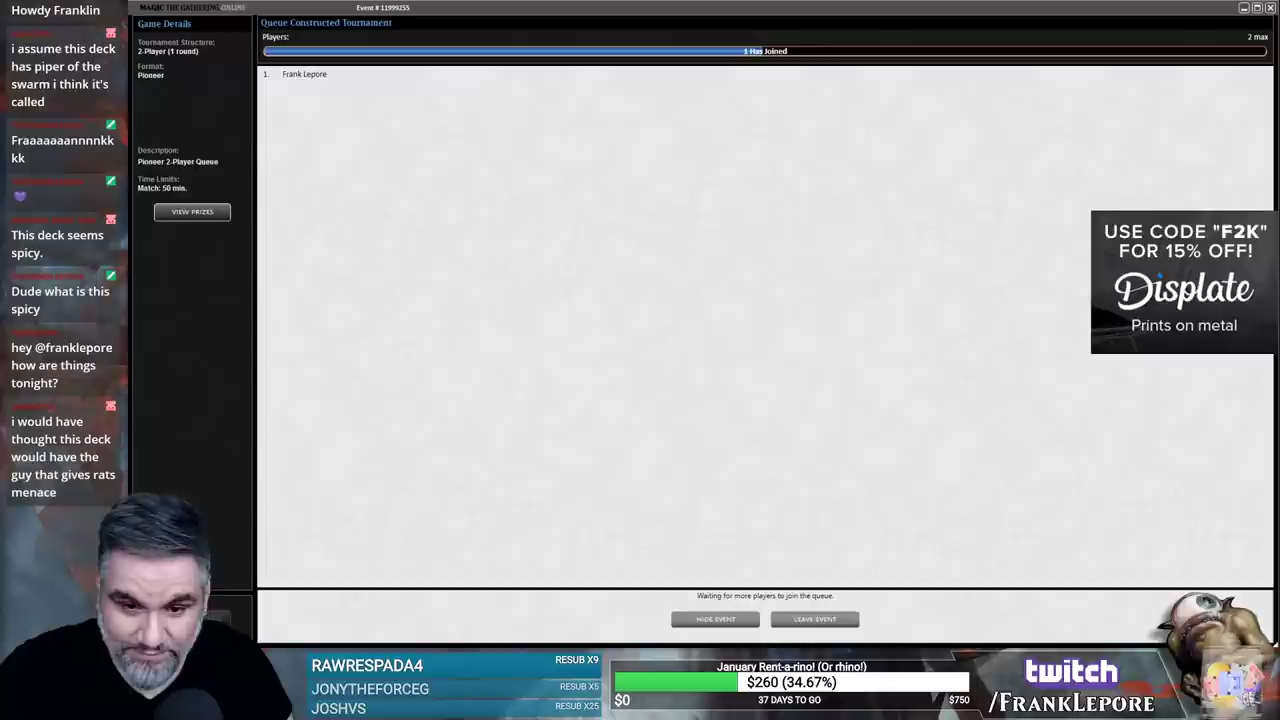 Howdy Franklin
i assume this deck
has piper of the
swarm i think it's
called
Fraaaaaaannnnkk
kk
This deck seems
spicy.
Dude what is this
spicy
hey @franklepore
how are things
tonight?
i would have
thought this deck
would have the
guy that gives rats
menace
MAGIC THE GATHERING ONLINE
Event # 11999255
Game Details
Tournament Structure:
2-Player (1 round)
Format:
Pioneer
Description:
Pioneer 2-Player Queue
Time Limits:
Match: 50 min.
VIEW PRIZES
Queue Constructed Tournament
Players:
2 max
1 Has Joined
1. Frank Lepore
USE CODE "F2K"
FOR 15% OFF!
Displate
Prints on metal
Waiting for more players to join the queue.
HIDE EVENT
LEAVE EVENT
RAWRESPADA4 RESUB X9
JONYTHEFORCEG RESUB X5
JOSHVS RESUB X25
January Rent-a-rino! (Or rhino!)
$260 (34.67%)
$0 37 DAYS TO GO $750
twitch
/FRANKLEPORE